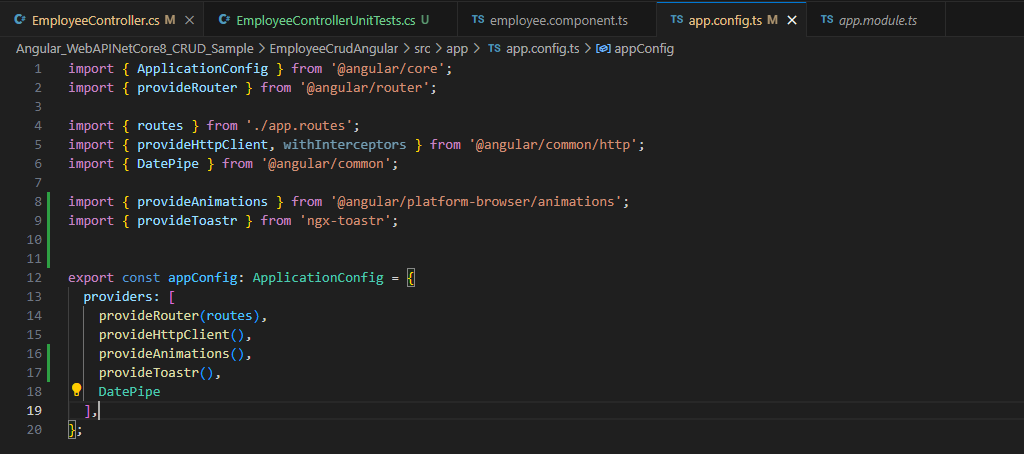 C# EmployeeController.cs M ✕ C# EmployeeControllerUnitTests.cs U TS employee.component.ts TS app.config.ts M ✕ TS app.module.ts
Angular_WebAPINetCore8_CRUD_Sample > EmployeeCrudAngular > src > app > TS app.config.ts > appConfig
1 import { ApplicationConfig } from '@angular/core';
2 import { provideRouter } from '@angular/router';
3
4 import { routes } from './app.routes';
5 import { provideHttpClient, withInterceptors } from '@angular/common/http';
6 import { DatePipe } from '@angular/common';
7
8 import { provideAnimations } from '@angular/platform-browser/animations';
9 import { provideToastr } from 'ngx-toastr';
10
11
12 export const appConfig: ApplicationConfig = {
13 providers: [
14 provideRouter(routes),
15 provideHttpClient(),
16 provideAnimations(),
17 provideToastr(),
18 DatePipe
19 ],
20 };